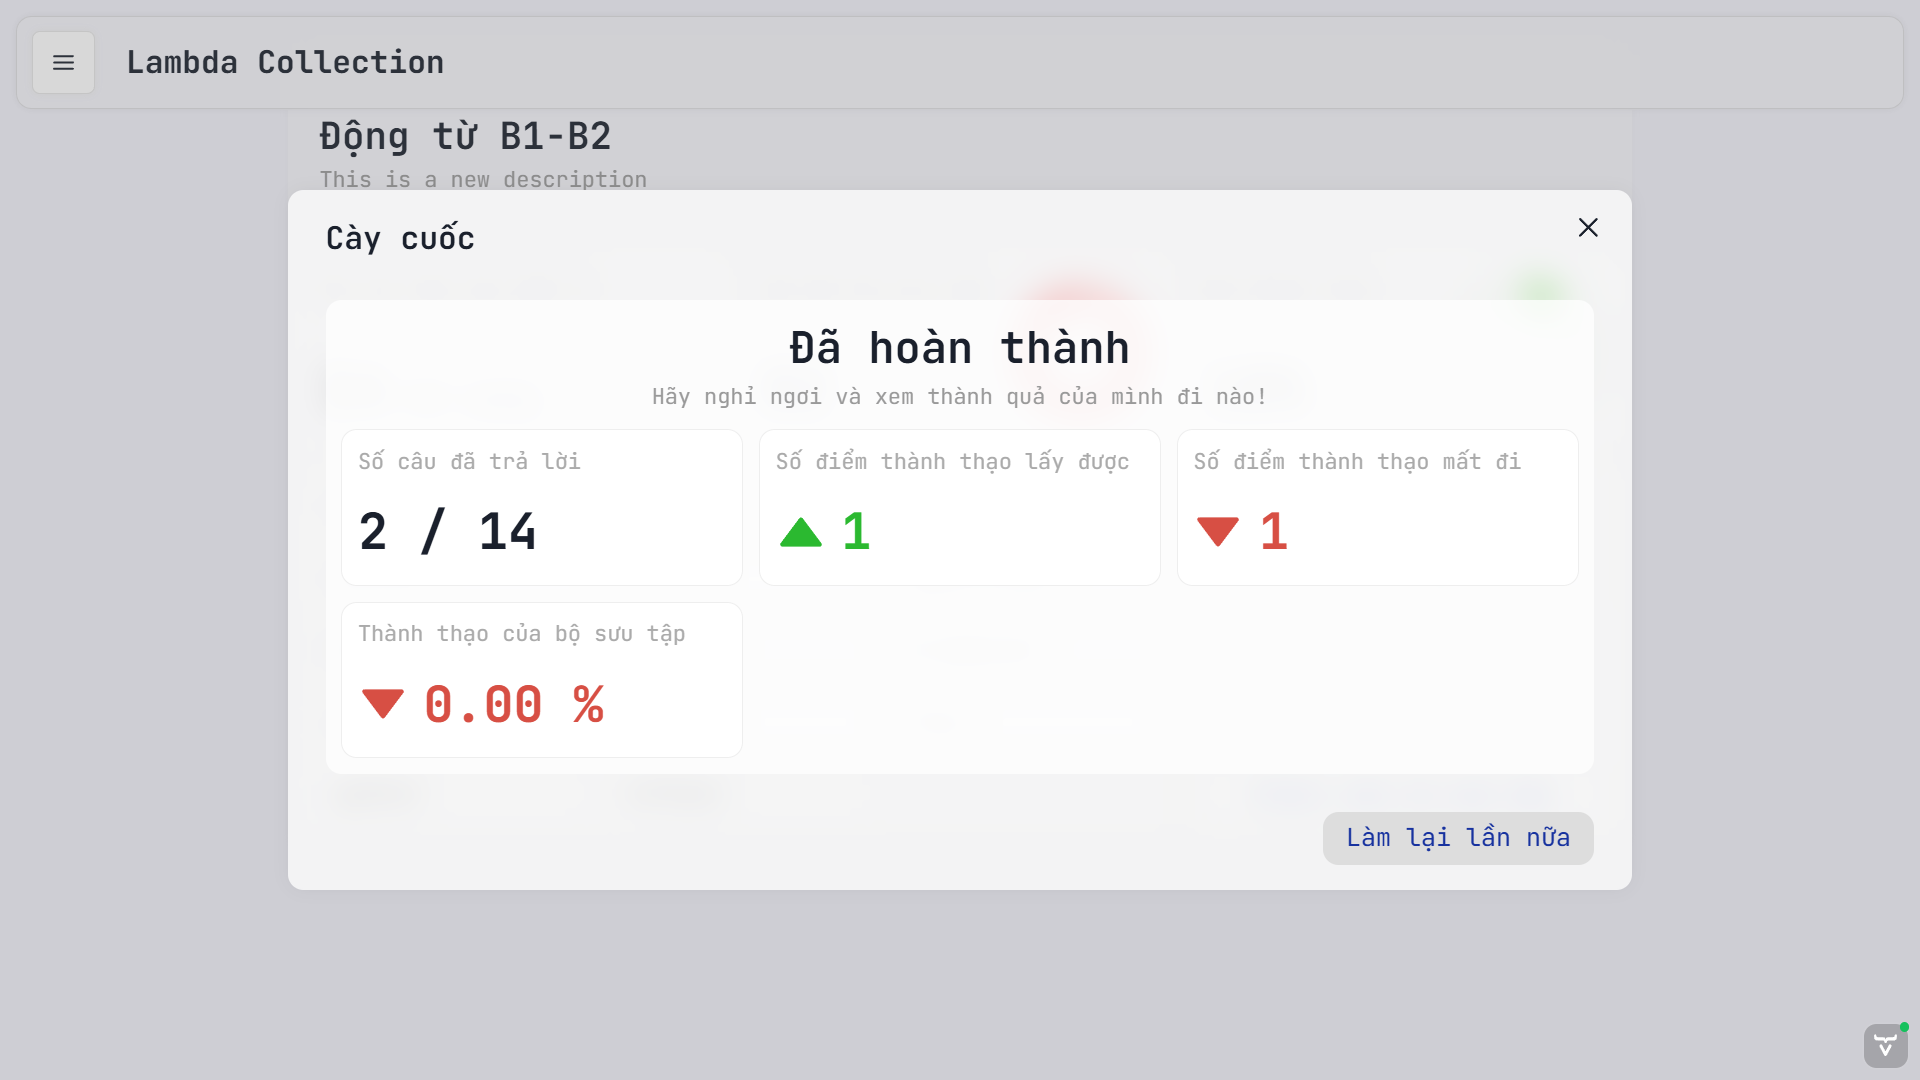 Lambda Collection
Động từ B1-B2
This is a new description
Cày cuốc
Đã hoàn thành
Hãy nghỉ ngơi và xem thành quả của mình đi nào!
Số câu đã trả lời
2 / 14
Số điểm thành thạo lấy được
1
Số điểm thành thạo mất đi
1
Thành thạo của bộ sưu tập
0.00 %
Làm lại lần nữa